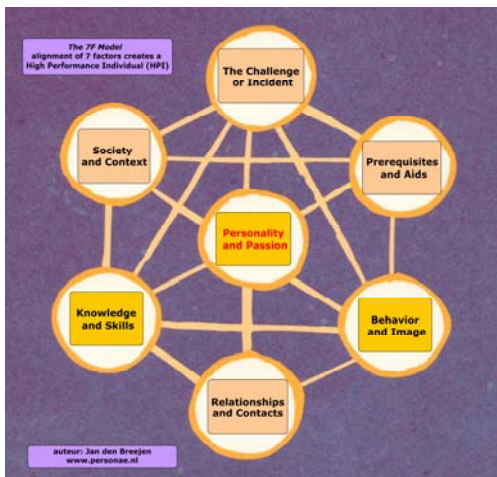 The 7F Model
alignment of 7 factors creates a
High Performance Individual (HPI)
The Challenge
or Incident
Society
and Context
Prerequisites
and Aids
Personality
and Passion
Knowledge
and Skills
Behavior
and Image
Relationships
and Contacts
auteur: Jan den Breejen
www.personae.nl